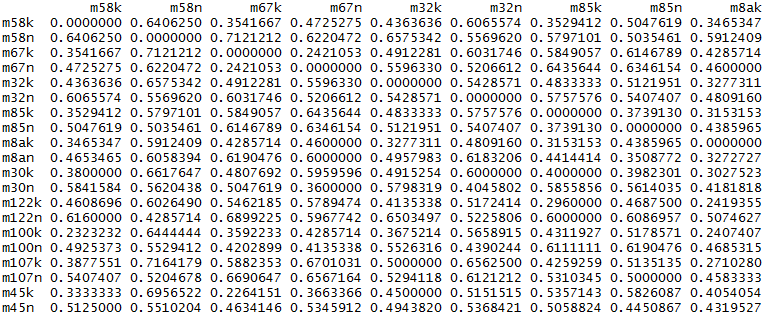 m58k m58n m67k m67n m32k m32n m85k m85n m8ak
m58k 0.0000000 0.6406250 0.3541667 0.4725275 0.4363636 0.6065574 0.3529412 0.5047619 0.3465347
m58n 0.6406250 0.0000000 0.7121212 0.6220472 0.6575342 0.5569620 0.5797101 0.5035461 0.5912409
m67k 0.3541667 0.7121212 0.0000000 0.2421053 0.4912281 0.6031746 0.5849057 0.6146789 0.4285714
m67n 0.4725275 0.6220472 0.2421053 0.0000000 0.5596330 0.5206612 0.6435644 0.6346154 0.4600000
m32k 0.4363636 0.6575342 0.4912281 0.5596330 0.0000000 0.5428571 0.4833333 0.5121951 0.3277311
m32n 0.6065574 0.5569620 0.6031746 0.5206612 0.5428571 0.0000000 0.5757576 0.5407407 0.4809160
m85k 0.3529412 0.5797101 0.5849057 0.6435644 0.4833333 0.5757576 0.0000000 0.3739130 0.3153153
m85n 0.5047619 0.5035461 0.6146789 0.6346154 0.5121951 0.5407407 0.3739130 0.0000000 0.4385965
m8ak 0.3465347 0.5912409 0.4285714 0.4600000 0.3277311 0.4809160 0.3153153 0.4385965 0.0000000
m8an 0.4653465 0.6058394 0.6190476 0.6000000 0.4957983 0.6183206 0.4414414 0.3508772 0.3272727
m30k 0.3800000 0.6617647 0.4807692 0.5959596 0.4915254 0.6000000 0.4000000 0.3982301 0.3027523
m30n 0.5841584 0.5620438 0.5047619 0.3600000 0.5798319 0.4045802 0.5855856 0.5614035 0.4181818
m122k 0.4608696 0.6026490 0.5462185 0.5789474 0.4135338 0.5172414 0.2960000 0.4687500 0.2419355
m122n 0.6160000 0.4285714 0.6899225 0.5967742 0.6503497 0.5225806 0.6000000 0.6086957 0.5074627
m100k 0.2323232 0.6444444 0.3592233 0.4285714 0.3675214 0.5658915 0.4311927 0.5178571 0.2407407
m100n 0.4925373 0.5529412 0.4202899 0.4135338 0.5526316 0.4390244 0.6111111 0.6190476 0.4685315
m107k 0.3877551 0.7164179 0.5882353 0.6701031 0.5000000 0.6562500 0.4259259 0.5135135 0.2710280
m107n 0.5407407 0.5204678 0.6690647 0.6567164 0.5294118 0.6121212 0.5310345 0.5000000 0.4583333
m45k 0.3333333 0.6956522 0.2264151 0.3663366 0.4500000 0.5151515 0.5357143 0.5826087 0.4054054
m45n 0.5125000 0.5510204 0.4634146 0.5345912 0.4943820 0.5368421 0.5058824 0.4450867 0.4319527